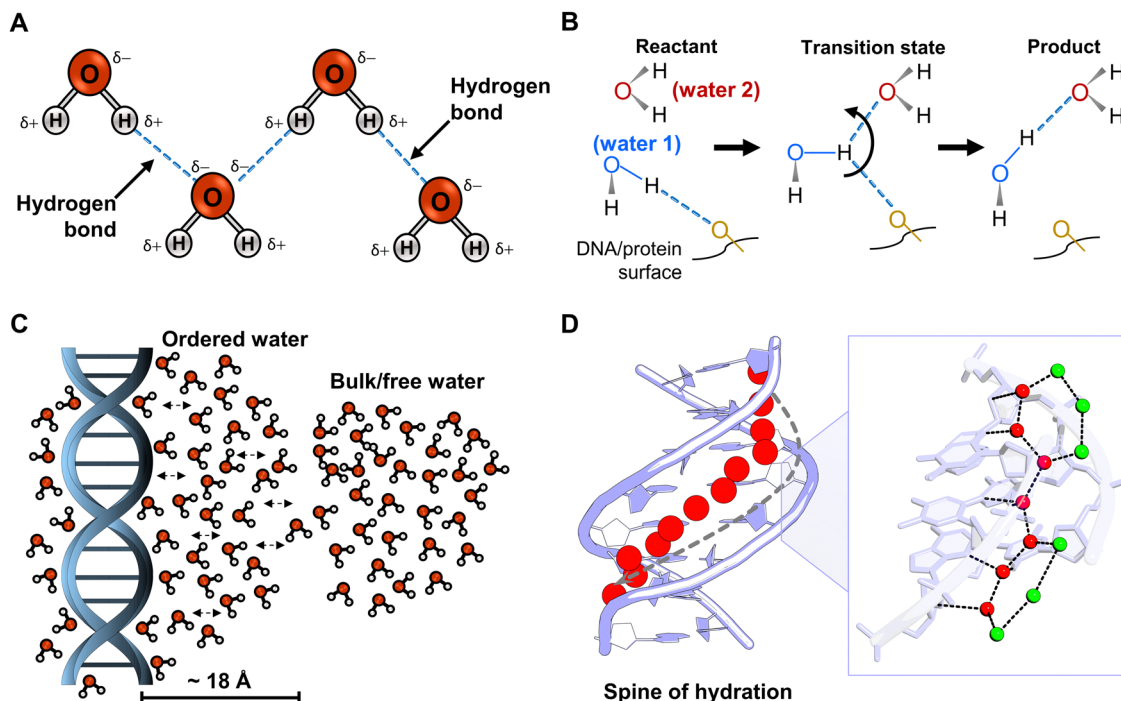 A
δ−
O
H
H
δ+
δ+
Hydrogen
bond
δ−
δ−
O
H
H
δ+
δ+
δ−
O
H
H
δ+
δ+
Hydrogen
bond
δ−
O
H
H
δ+
δ+
B
Reactant
Transition state
Product
H
O
H
(water 2)
(water 1)
O
H
H
O
DNA/protein
surface
H
O
H
O
H
H
O
H
O
H
H
O
H
O
C
Ordered water
Bulk/free water
~ 18 Å
D
Spine of hydration